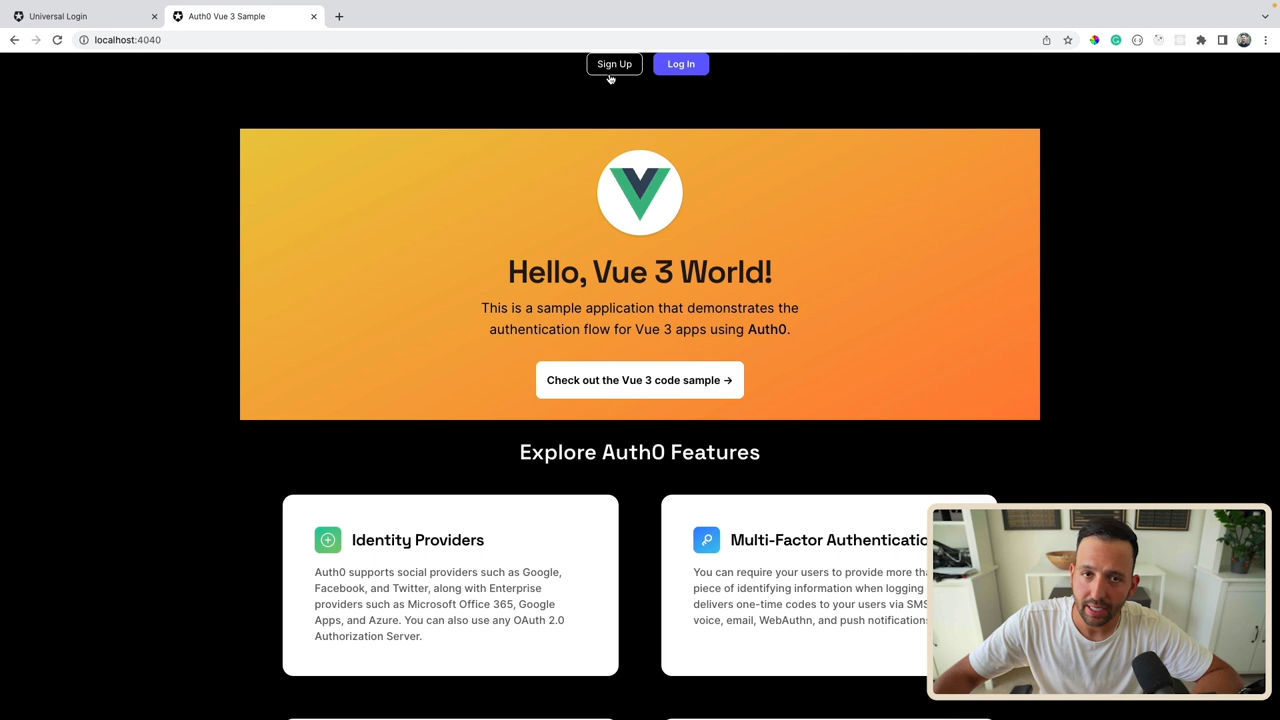 Universal Login
Auth0 Vue 3 Sample
localhost:4040
Sign Up
Log In
Hello, Vue 3 World!
This is a sample application that demonstrates the
authentication flow for Vue 3 apps using Auth0.
Check out the Vue 3 code sample →
Explore Auth0 Features
Identity Providers
Auth0 supports social providers such as Google,
Facebook, and Twitter, along with Enterprise
providers such as Microsoft Office 365, Google
Apps, and Azure. You can also use any OAuth 2.0
Authorization Server.
Multi-Factor Authenticatio
You can require your users to provide more tha
piece of identifying information when logging
delivers one-time codes to your users via SMS
voice, email, WebAuthn, and push notifications